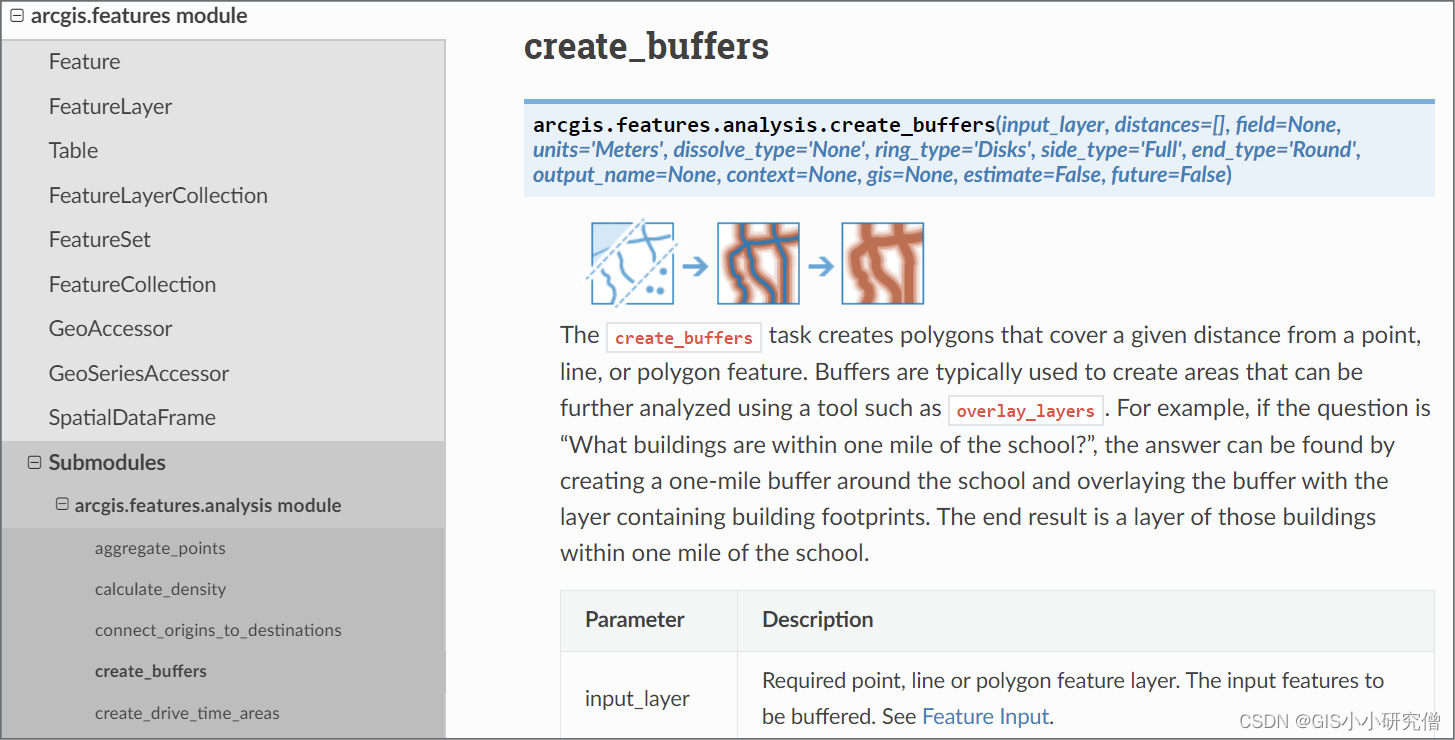 arcgis.features module
Feature
FeatureLayer
Table
FeatureLayerCollection
FeatureSet
FeatureCollection
GeoAccessor
GeoSeriesAccessor
SpatialDataFrame
Submodules
arcgis.features.analysis module
aggregate_points
calculate_density
connect_origins_to_destinations
create_buffers
create_drive_time_areas
create_buffers
arcgis.features.analysis.create_buffers(input_layer, distances=[], field=None,
units='Meters', dissolve_type='None', ring_type='Disks', side_type='Full', end_type='Round',
output_name=None, context=None, gis=None, estimate=False, future=False)
The create_buffers task creates polygons that cover a given distance from a point,
line, or polygon feature. Buffers are typically used to create areas that can be
further analyzed using a tool such as overlay_layers. For example, if the question is
“What buildings are within one mile of the school?”, the answer can be found by
creating a one-mile buffer around the school and overlaying the buffer with the
layer containing building footprints. The end result is a layer of those buildings
within one mile of the school.
Parameter Description
input_layer
Required point, line or polygon feature layer. The input features to
be buffered. See Feature Input.
CSDN @GIS小小研究僧